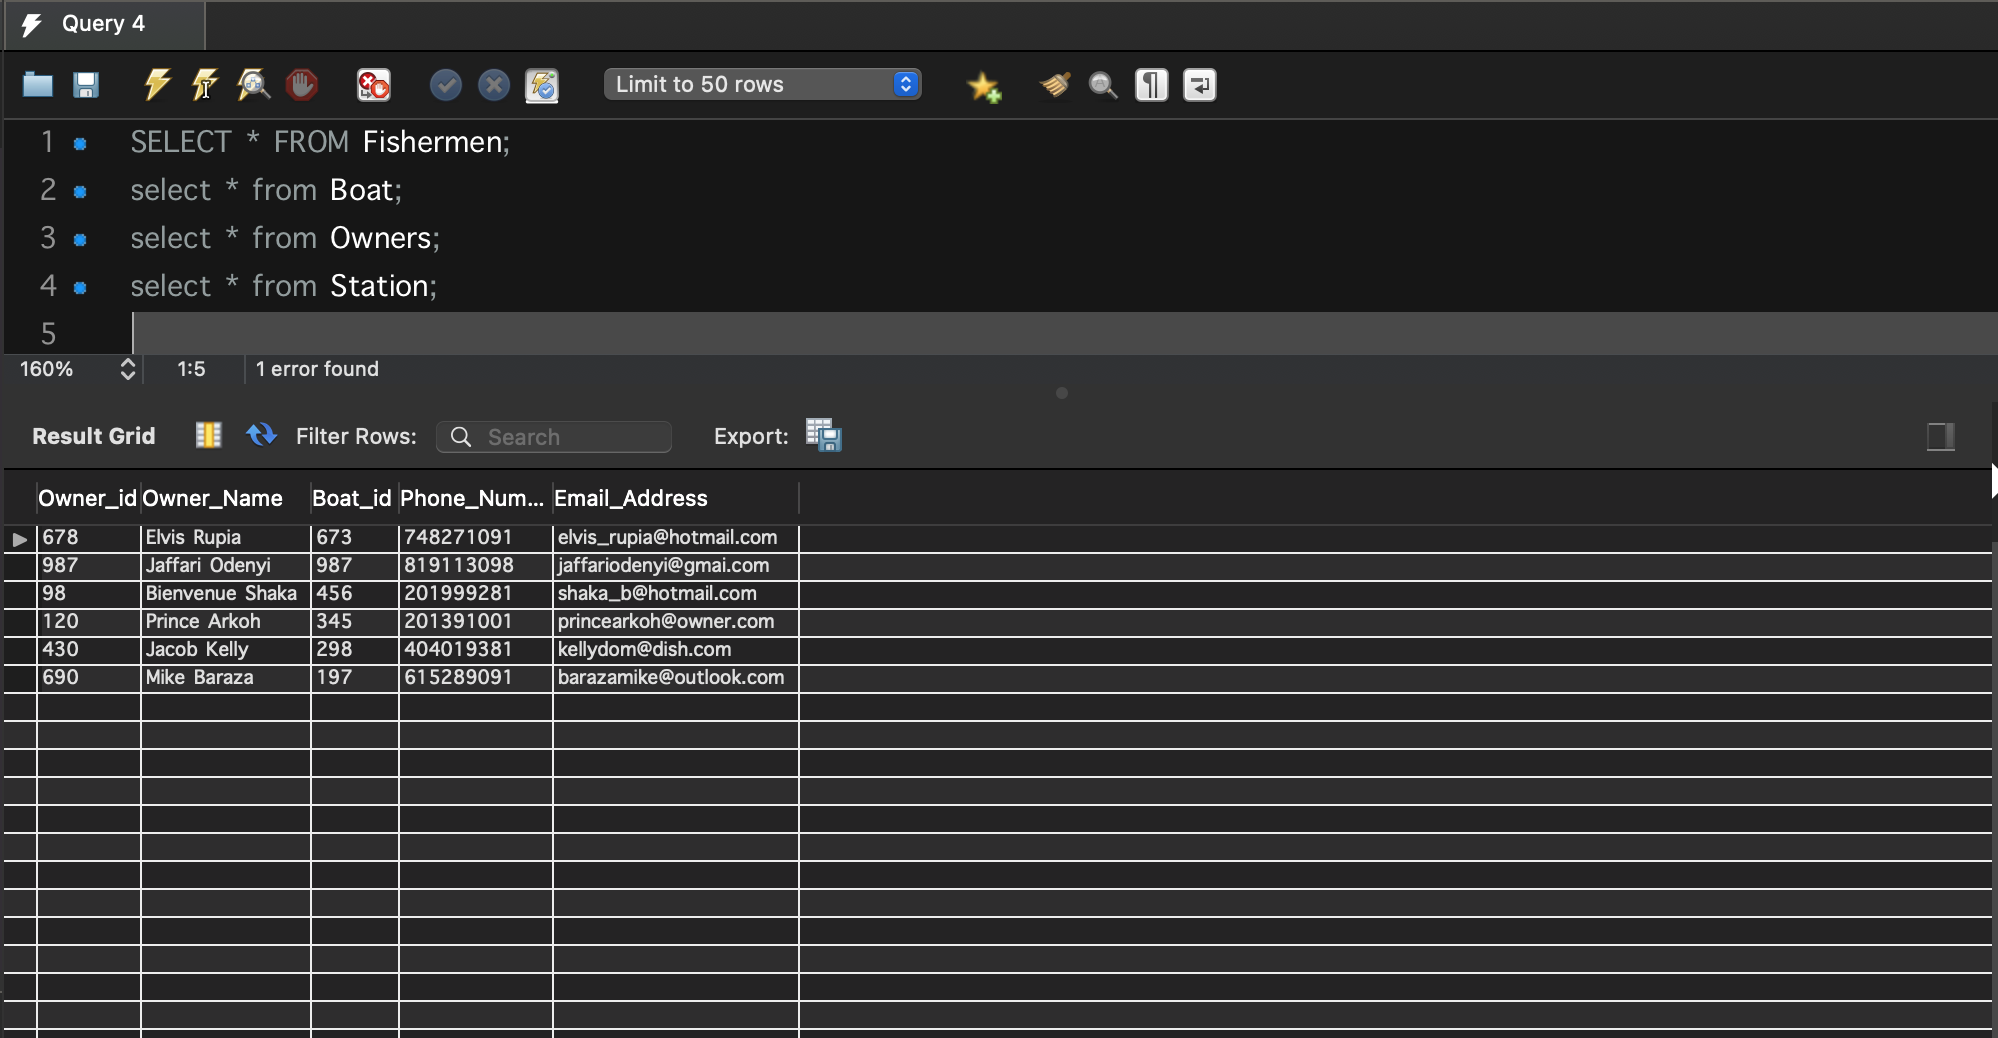 Query 4
Limit to 50 rows
1 SELECT * FROM Fishermen;
2 select * from Boat;
3 select * from Owners;
4 select * from Station;
5
160% 1:5 1 error found
Result Grid Filter Rows: Search Export:
Owner_id Owner_Name Boat_id Phone_Num... Email_Address
678 Elvis Rupia 673 748271091 elvis_rupia@hotmail.com
987 Jaffari Odenyi 987 819113098 jaffariodenyi@gmai.com
98 Bienvenue Shaka 456 201999281 shaka_b@hotmail.com
120 Prince Arkoh 345 201391001 princearkoh@owner.com
430 Jacob Kelly 298 404019381 kellydom@dish.com
690 Mike Baraza 197 615289091 barazamike@outlook.com